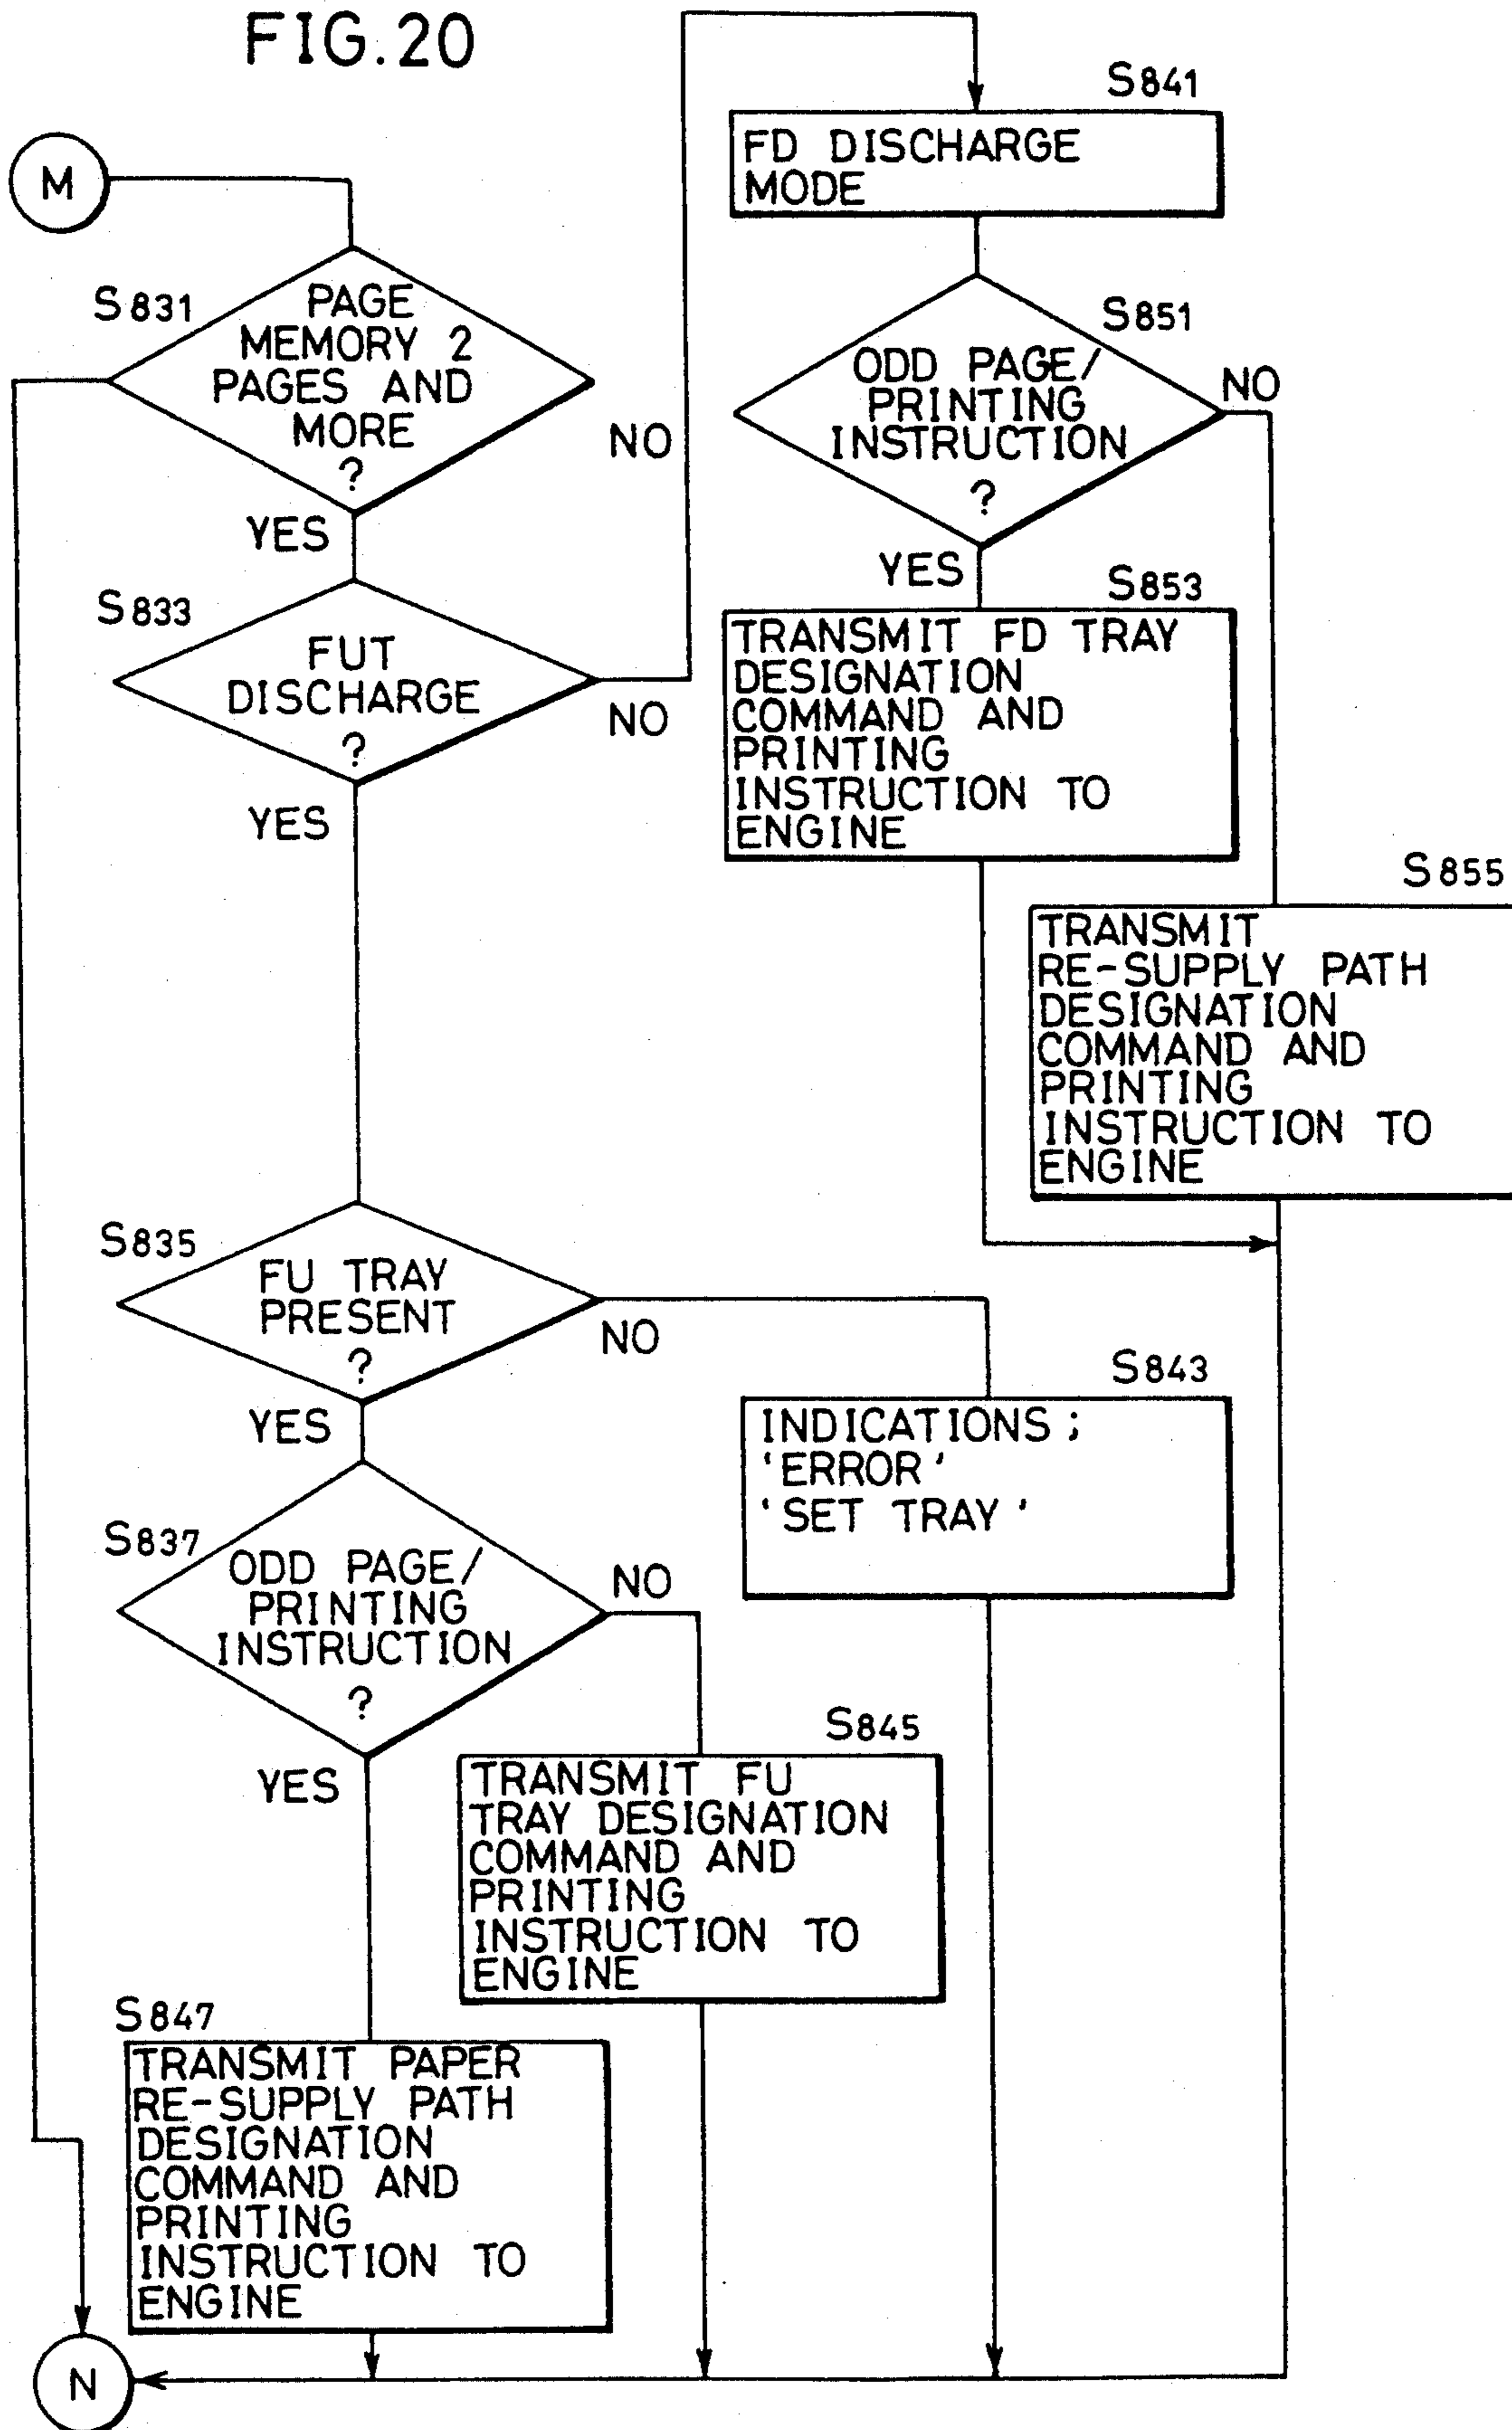 FIG.20
M
S831
PAGE
MEMORY 2
PAGES AND
MORE
?
NO
YES
S833
FUT
DISCHARGE
?
NO
YES
S835
FU TRAY
PRESENT
?
NO
YES
S837
ODD PAGE/
PRINTING
INSTRUCTION
?
NO
YES
S847
TRANSMIT PAPER
RE-SUPPLY PATH
DESIGNATION
COMMAND AND
PRINTING
INSTRUCTION TO
ENGINE
S845
TRANSMIT FU
TRAY DESIGNATION
COMMAND AND
PRINTING
INSTRUCTION TO
ENGINE
S843
INDICATIONS;
'ERROR'
'SET TRAY'
S841
FD DISCHARGE
MODE
S851
ODD PAGE/
PRINTING
INSTRUCTION
?
NO
YES
S853
TRANSMIT FD TRAY
DESIGNATION
COMMAND AND
PRINTING
INSTRUCTION TO
ENGINE
S855
TRANSMIT
RE-SUPPLY PATH
DESIGNATION
COMMAND AND
PRINTING
INSTRUCTION TO
ENGINE
N